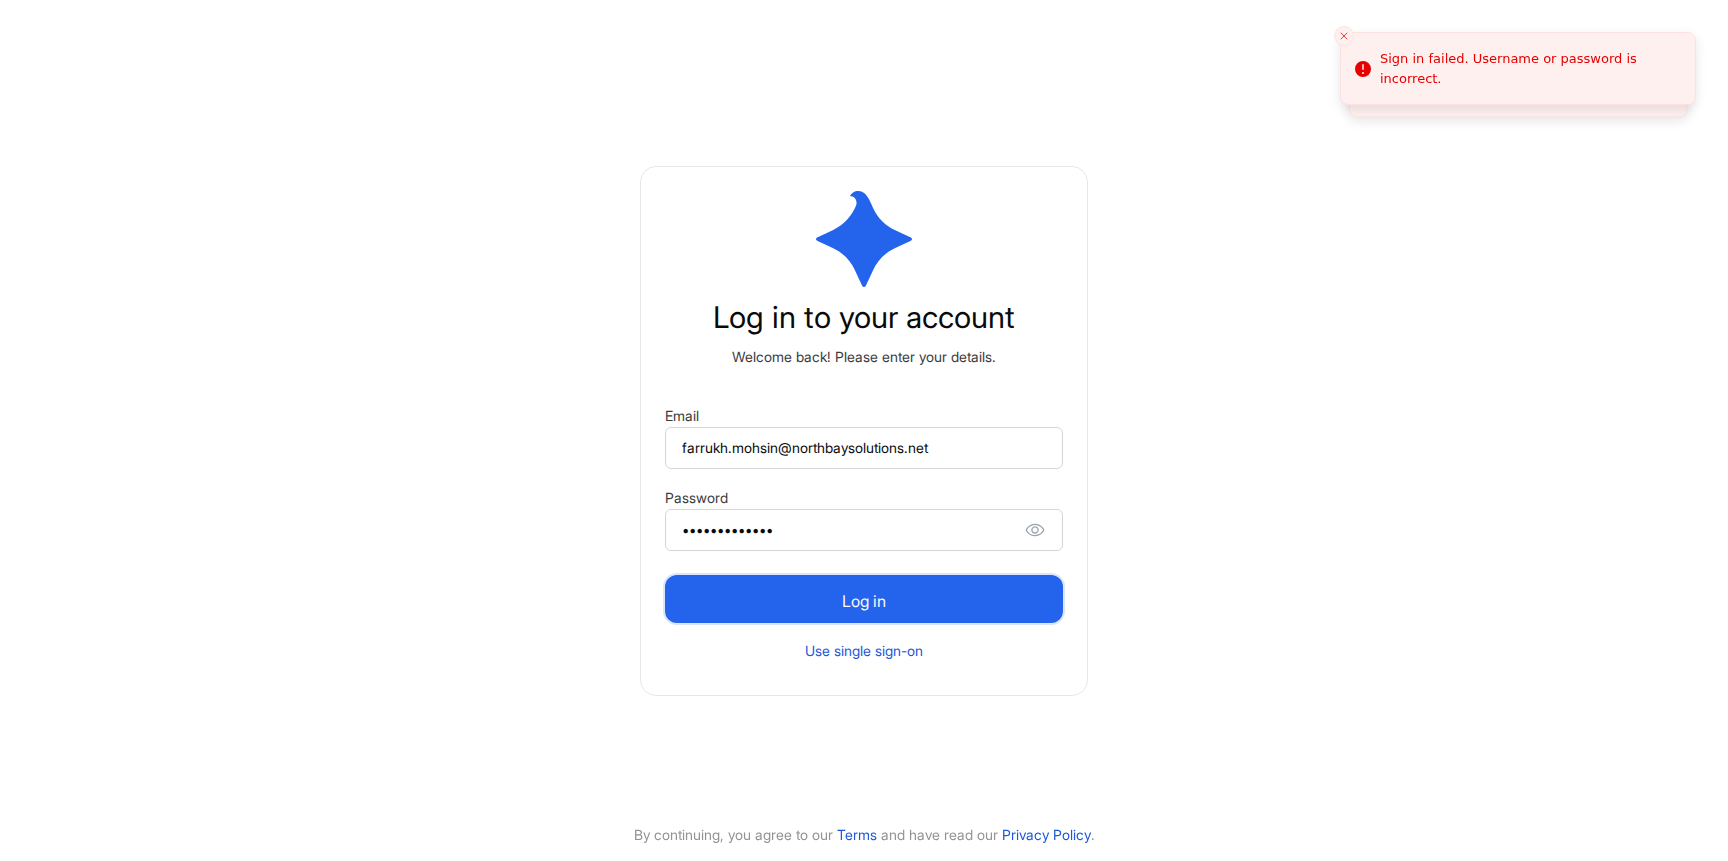 Sign in failed. Username or password is
incorrect.
Log in to your account
Welcome back! Please enter your details.
Email
farrukh.mohsin@northbaysolutions.net
Password
•••••••••••••
Log in
Use single sign-on
By continuing, you agree to our Terms and have read our Privacy Policy.